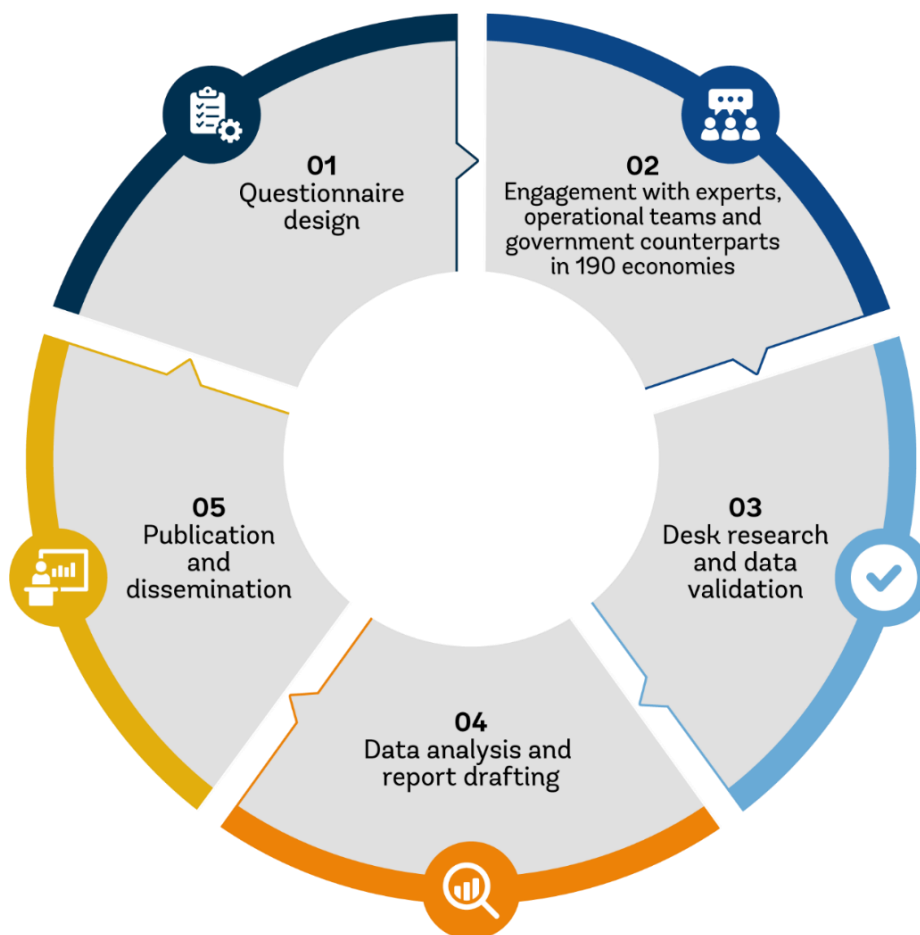 01
Questionnaire
design
02
Engagement with experts,
operational teams and
government counterparts
in 190 economies
03
Desk research
and data
validation
04
Data analysis and
report drafting
05
Publication
and
dissemination